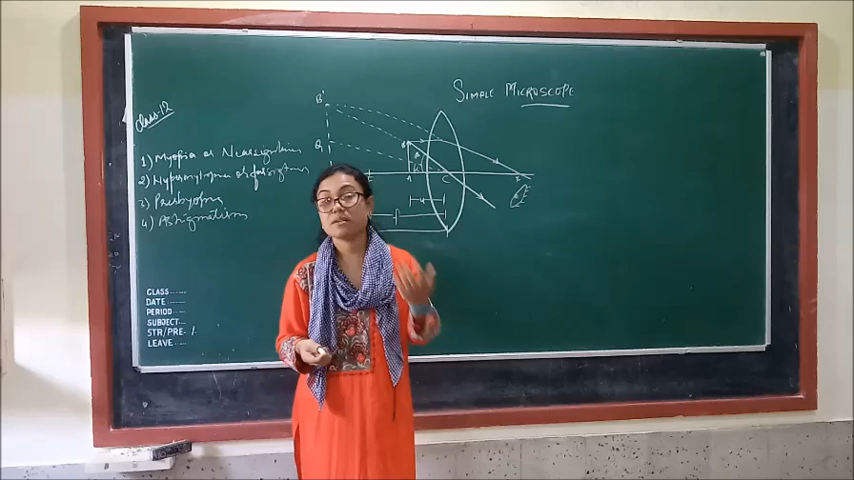 SIMPLE MICROSCOPE
Class-12
1) Myopia or Nearsightedness
2) Hypermetropia or farsightness
3) Presbyopia
4) Astigmatism
B'
Q
B
F
A
C
F
u
f
CLASS.......
DATE.......
PERIOD......
SUBJECT.....
STR/PRE-
LEAVE......